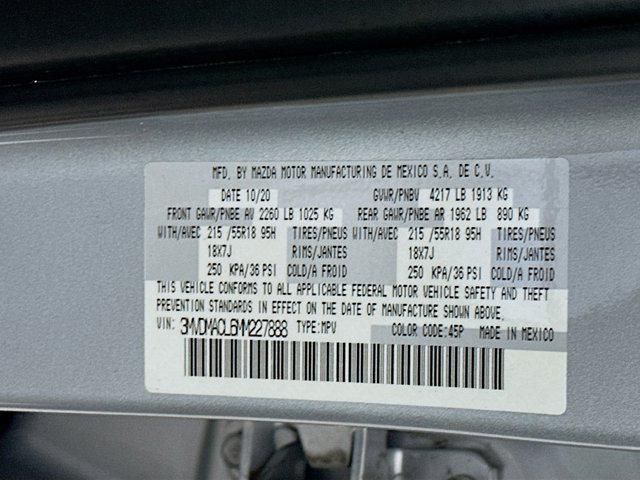 MFD. BY MAZDA MOTOR MANUFACTURING DE MEXICO S.A. DE C.V.
DATE 10/20 GVWR/PNBV 4217 LB 1913 KG
FRONT GAWR/PNBE AV 2260 LB 1025 KG REAR GAWR/PNBE AR 1962 LB 890 KG
WITH/AVEC 215 /55R18 95H TIRES/PNEUS WITH/AVEC 215 /55R18 95H TIRES/PNEUS
18X7J RIMS/JANTES 18X7J RIMS/JANTES
250 KPA/36 PSI COLD/A FROID 250 KPA/36 PSI COLD/A FROID
THIS VEHICLE CONFORMS TO ALL APPLICABLE FEDERAL MOTOR VEHICLE SAFETY AND THEFT
PREVENTION STANDARDS IN EFFECT ON THE DATE OF MANUFACTURE SHOWN ABOVE.
VIN: 3MVDMACL6MM227888 TYPE:MPV COLOR CODE:45P MADE IN MEXICO